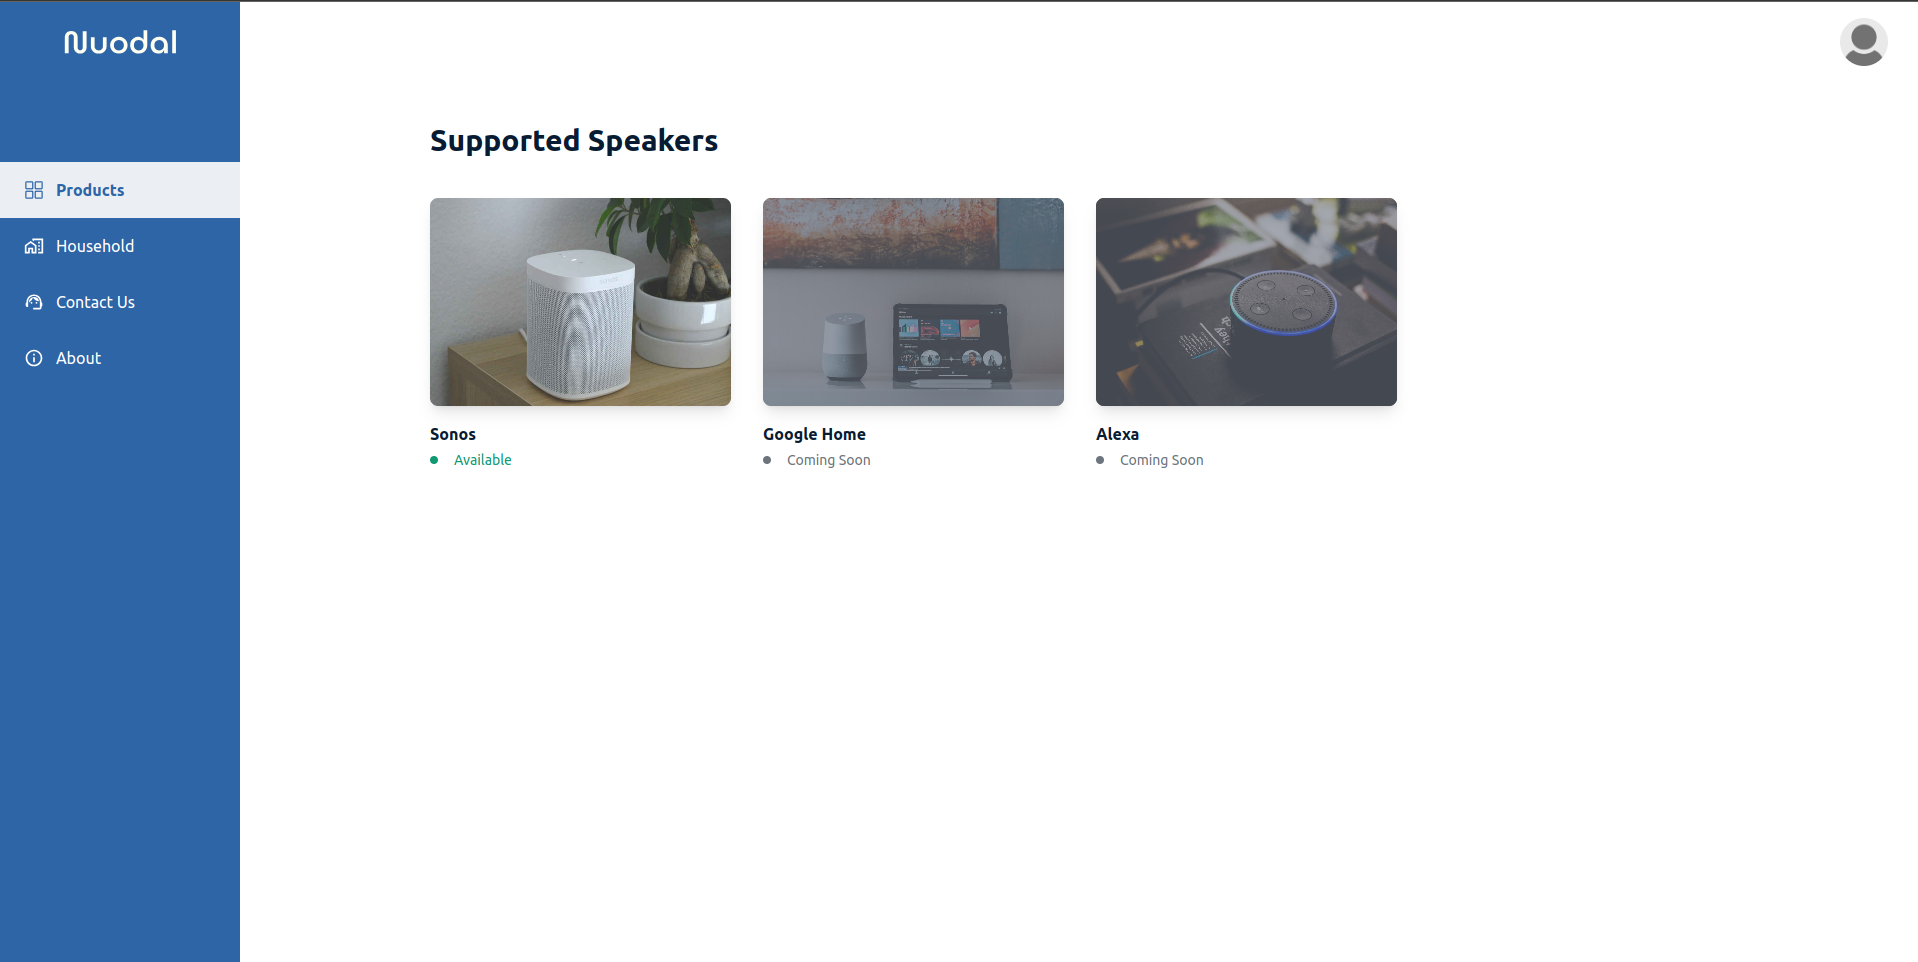 Nuodal
Products
Household
Contact Us
About
Supported Speakers
Sonos
Available
Google Home
Coming Soon
Alexa
Coming Soon